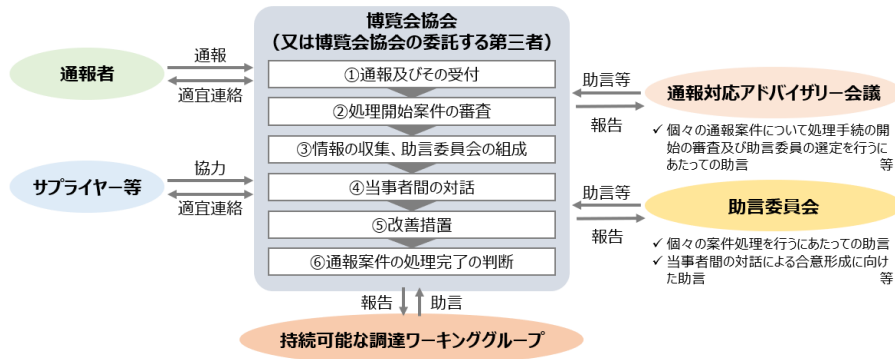 博覧会協会
（又は博覧会協会の委託する第三者）
通報者
通報
適宜連絡
①通報及びその受付
②処理開始案件の審査
③情報の収集、助言委員会の組成
④当事者間の対話
⑤改善措置
⑥通報案件の処理完了の判断
サプライヤー等
協力
適宜連絡
助言等
報告
通報対応アドバイザリー会議
✓ 個々の通報案件について処理手続の開
始の審査及び助言委員の選定を行うに
あたっての助言 等
助言等
報告
助言委員会
✓ 個々の案件処理を行うにあたっての助言
✓ 当事者間の対話による合意形成に向け
た助言 等
報告
助言
持続可能な調達ワーキンググループ